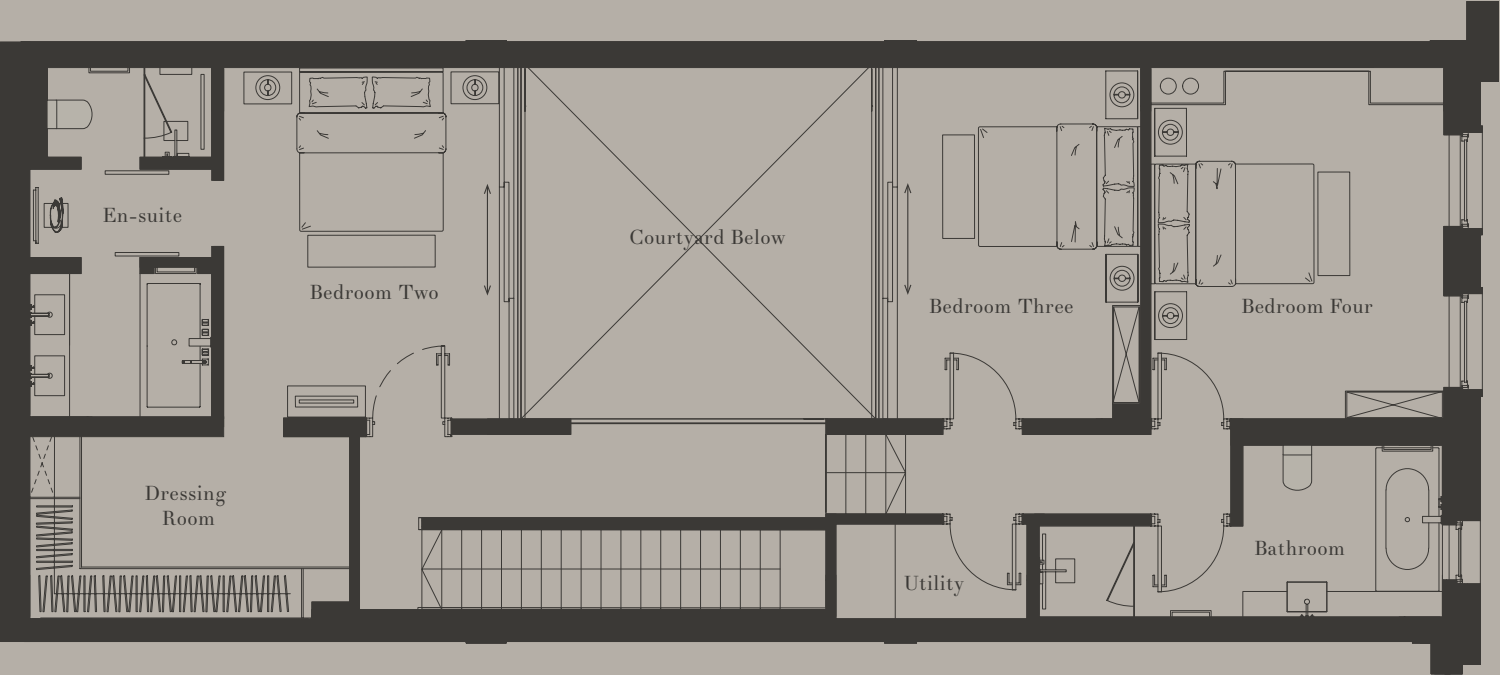 En-suite
Bedroom Two
Courtyard Below
Bedroom Three
Bedroom Four
Dressing
Room
Utility
Bathroom